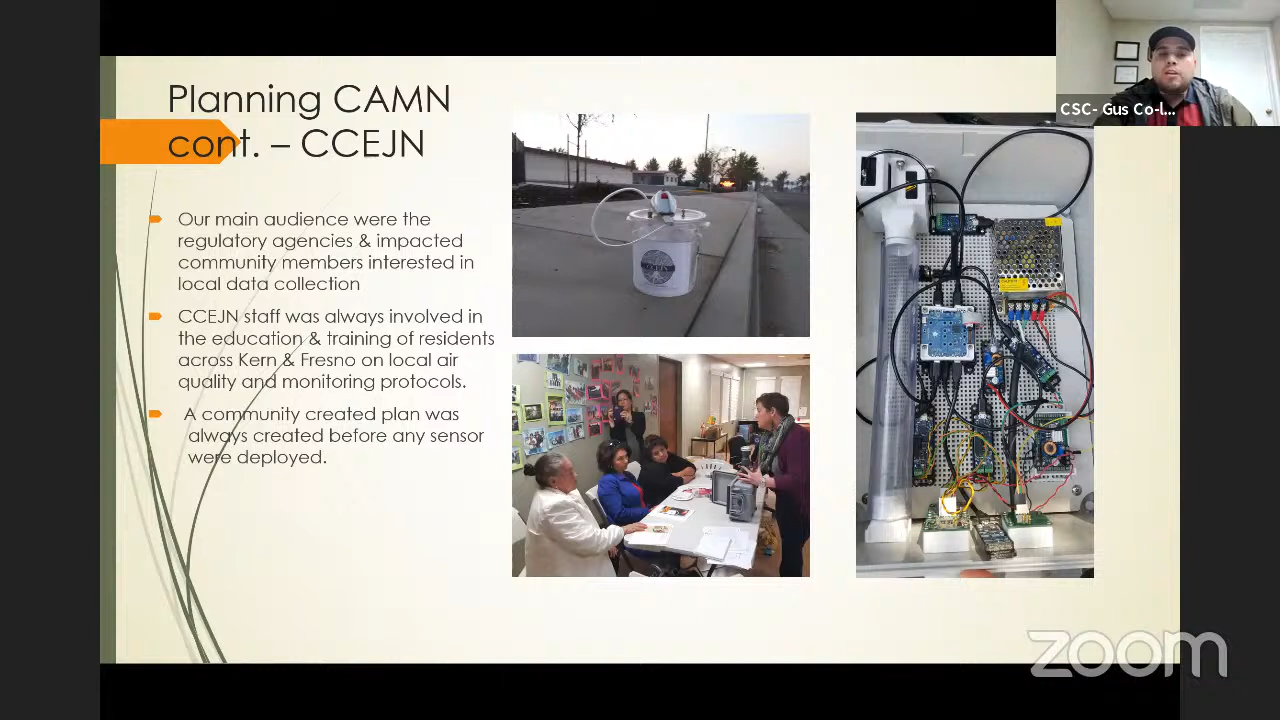 Planning CAMN
cont. – CCEJN
Our main audience were the
regulatory agencies & impacted
community members interested in
local data collection
CCEJN staff was always involved in
the education & training of residents
across Kern & Fresno on local air
quality and monitoring protocols.
A community created plan was
always created before any sensor
were deployed.
CSC- Gus Co-l...
zoom